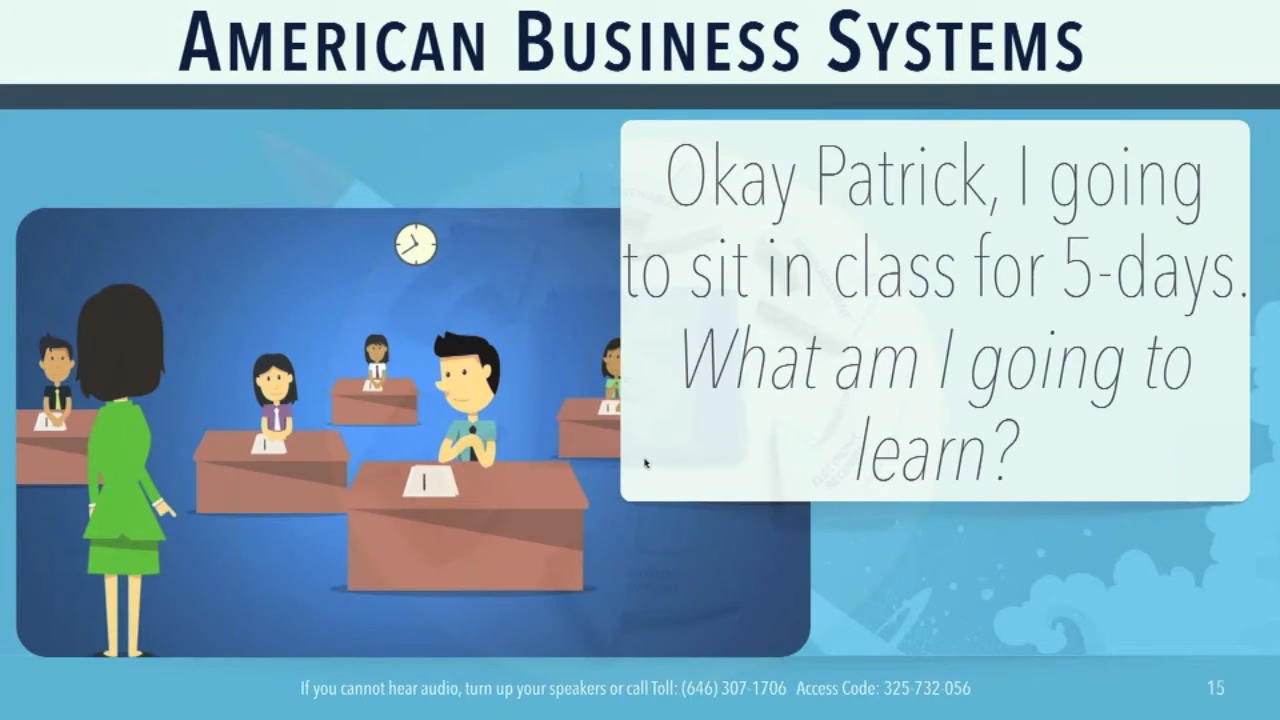 AMERICAN BUSINESS SYSTEMS
Okay Patrick, I going
to sit in class for 5-days.
What am I going to
learn?
If you cannot hear audio, turn up your speakers or call Toll: (646) 307-1706 Access Code: 325-732-056
15